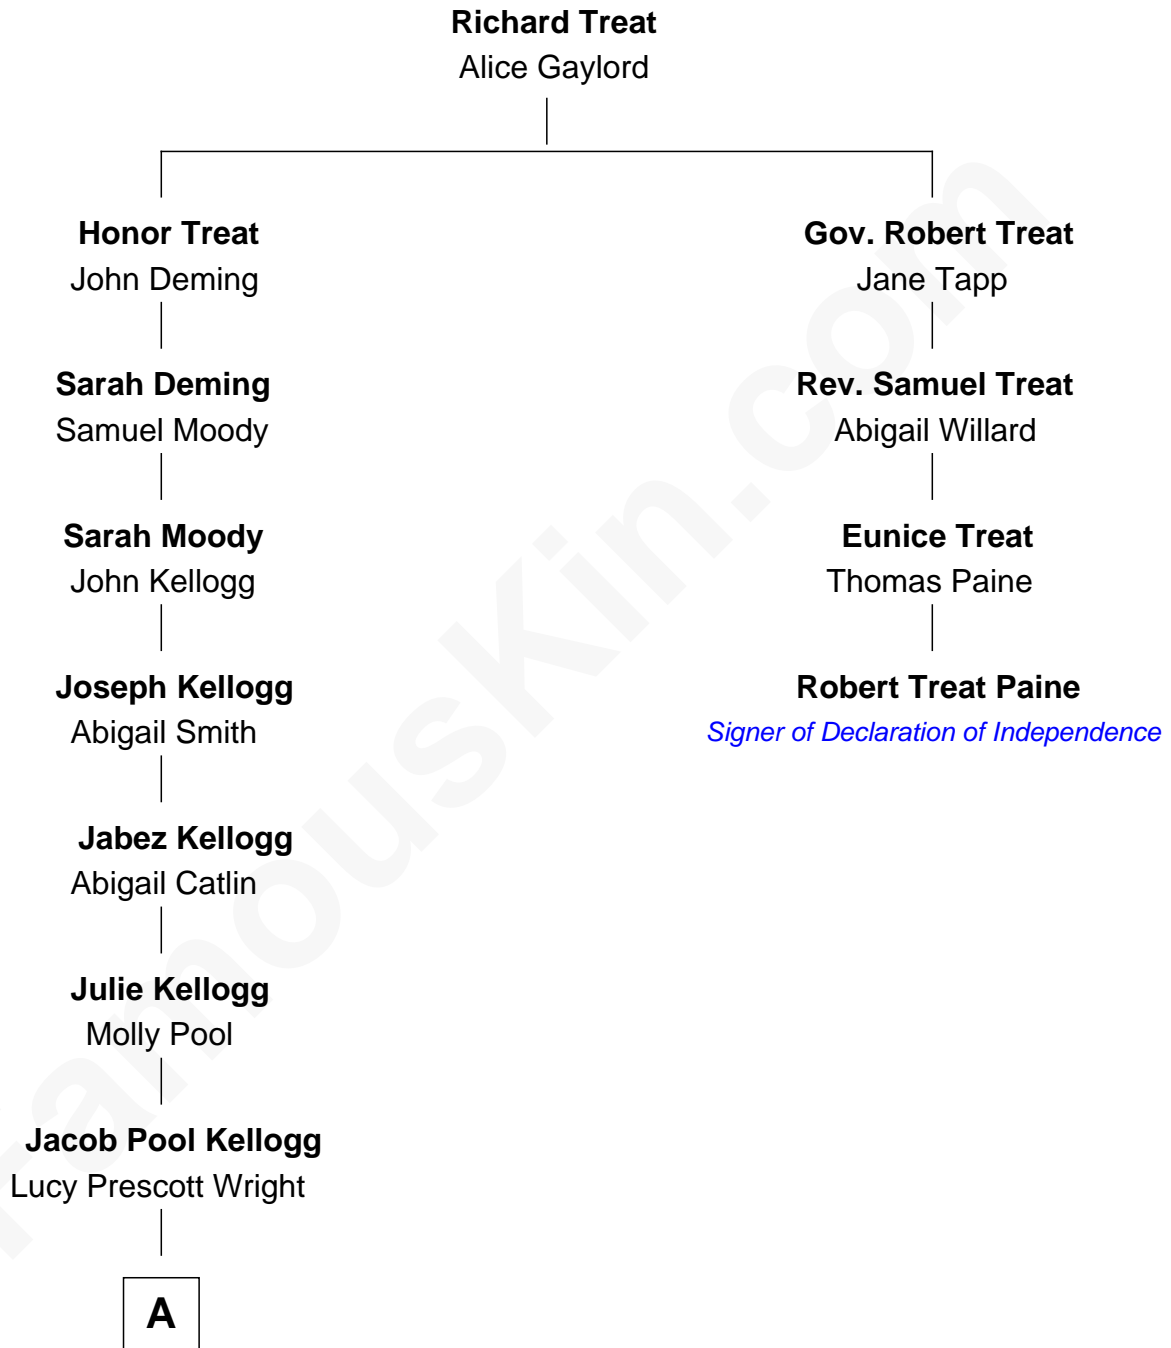 Richard Treat
Alice Gaylord
Honor Treat
John Deming
Gov. Robert Treat
Jane Tapp
Sarah Deming
Samuel Moody
Rev. Samuel Treat
Abigail Willard
Sarah Moody
John Kellogg
Eunice Treat
Thomas Paine
Joseph Kellogg
Abigail Smith
Robert Treat Paine
Signer of Declaration of Independence
Jabez Kellogg
Abigail Catlin
Julie Kellogg
Molly Pool
Jacob Pool Kellogg
Lucy Prescott Wright
A
FamousKin.com